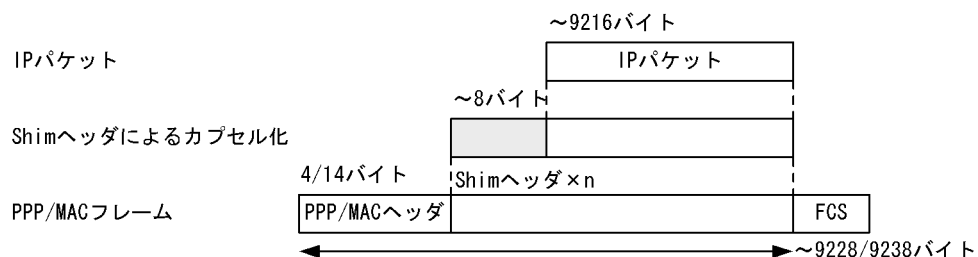 ～9216バイト
IPパケット
IPパケット
～8バイト
Shimヘッダによるカプセル化
4/14バイト
Shimヘッダ×n
PPP/MACフレーム
PPP/MACヘッダ
FCS
～9228/9238バイト